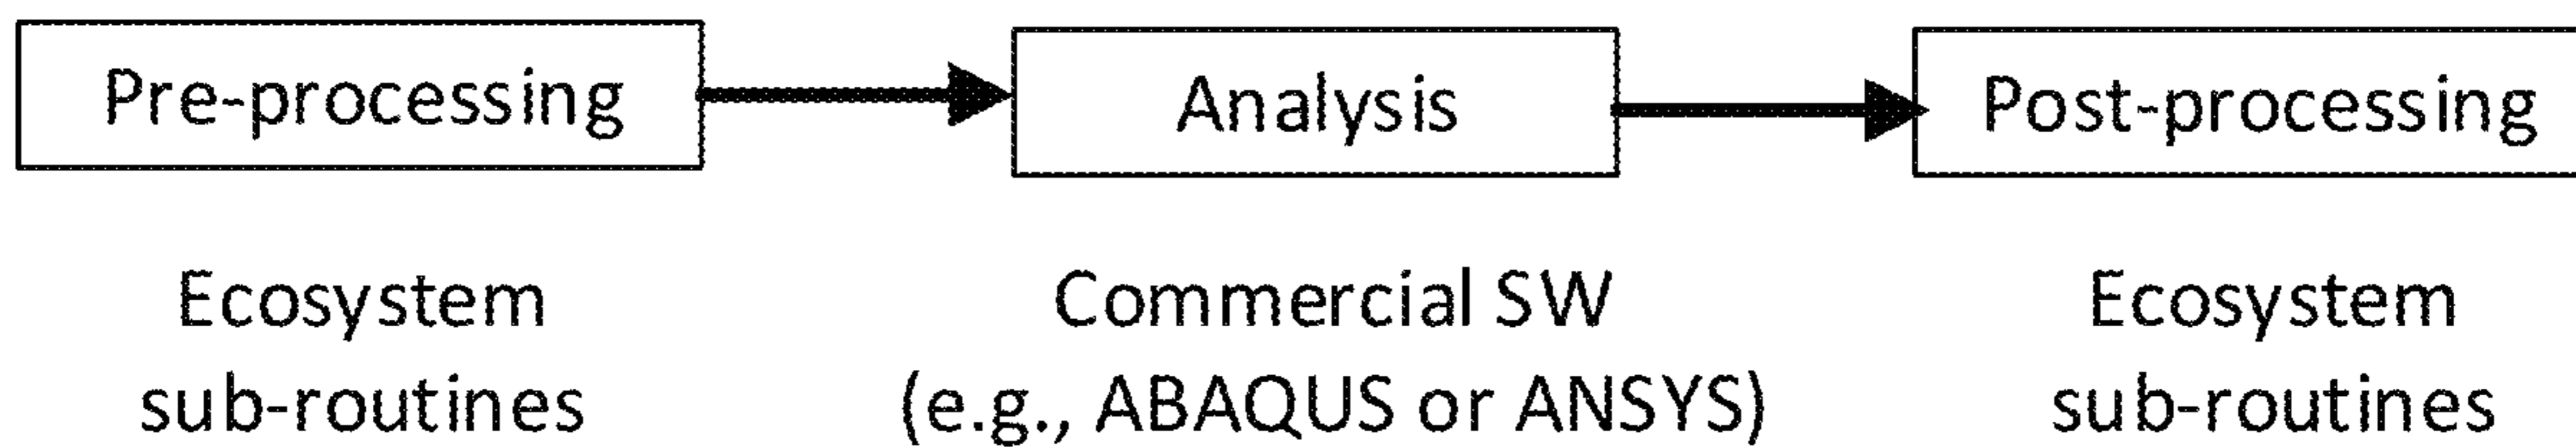 Pre-processing
Analysis
Post-processing
Ecosystem
sub-routines
Commercial SW
(e.g., ABAQUS or ANSYS)
Ecosystem
sub-routines